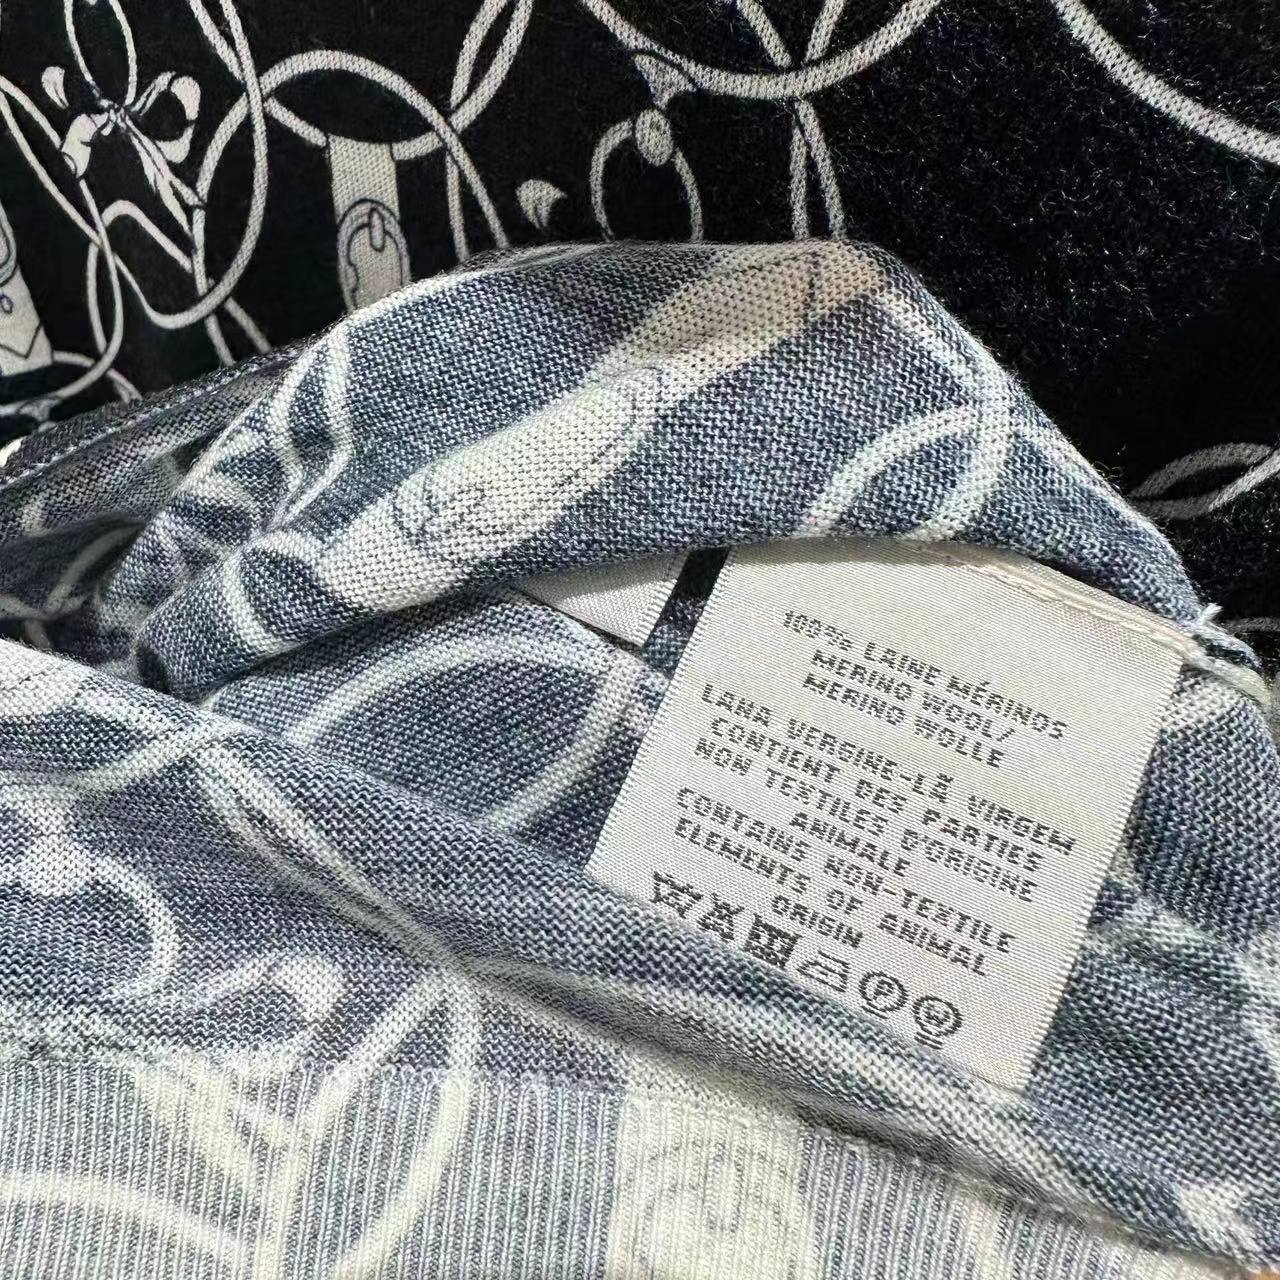 100% LAINE MÉRINOS
MERINO WOOL/
MERINO WOLLE
LANA VERGINE-LÃ VIRGEM
CONTIENT DES PARTIES
NON TEXTILES D'ORIGINE
ANIMALE
CONTAINS NON-TEXTILE
ELEMENTS OF ANIMAL
ORIGIN
P W